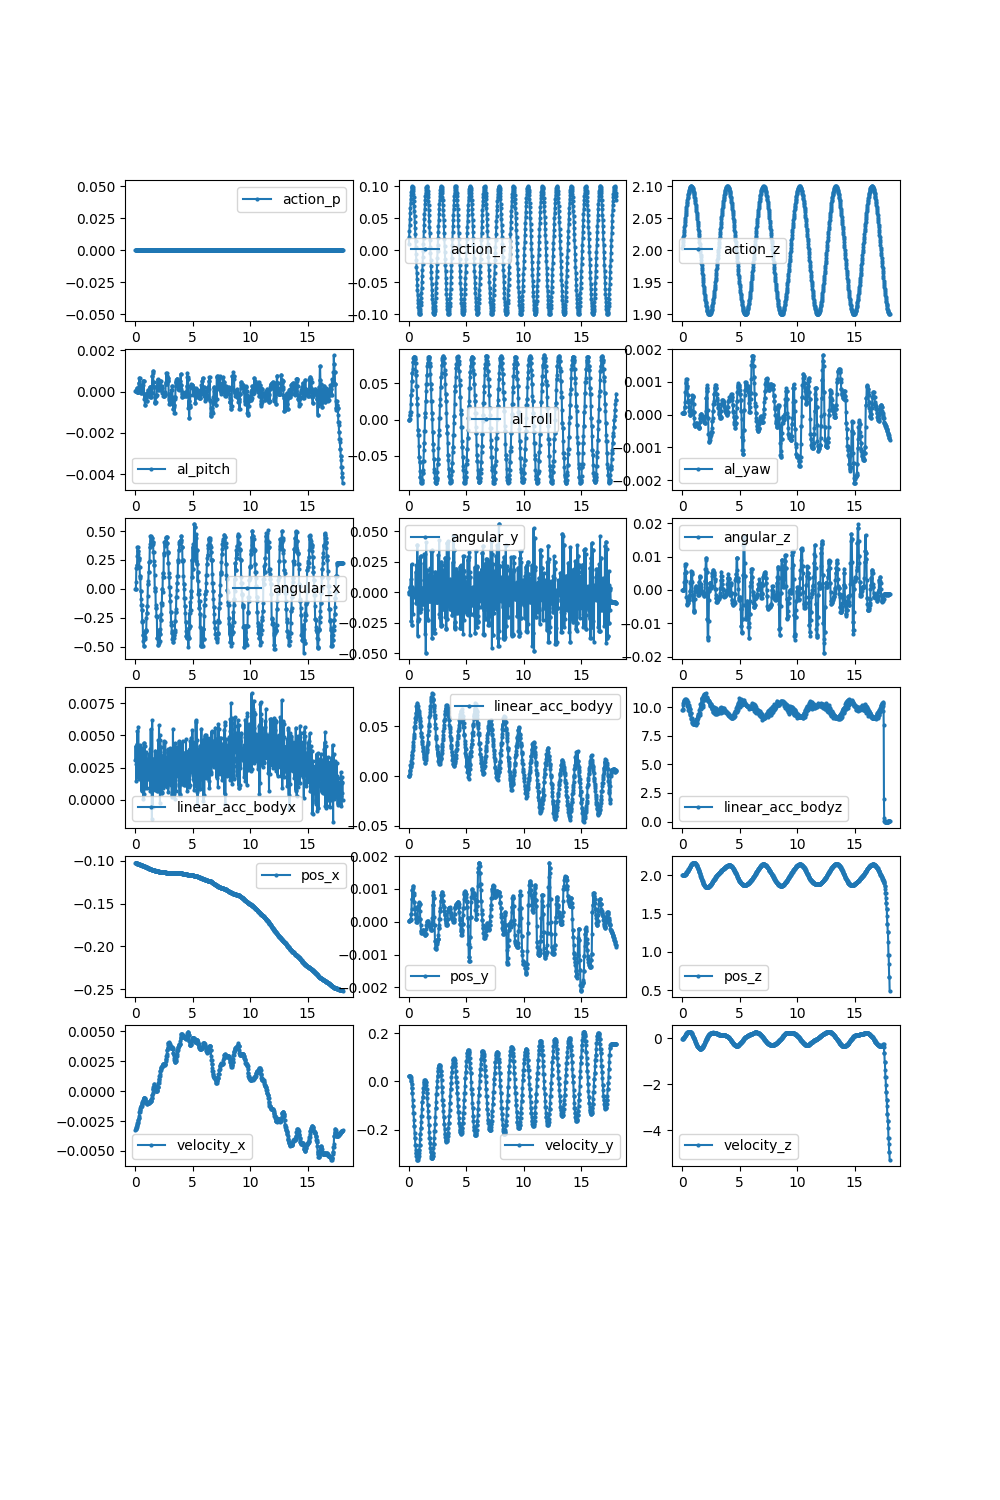 0.050
0.025
0.000
−0.025
−0.050
action_p
0 5 10 15
0.10
0.05
0.00
−0.05
−0.10
action_r
0 5 10 15
2.10
2.05
2.00
1.95
1.90
action_z
0 5 10 15
0.002
0.000
−0.002
−0.004
al_pitch
0 5 10 15
0.05
0.00
−0.05
al_roll
0 5 10 15
0.002
0.001
0.000
−0.001
−0.002
al_yaw
0 5 10 15
0.50
0.25
0.00
−0.25
−0.50
angular_x
0 5 10 15
0.050
0.025
0.000
−0.025
−0.050
angular_y
0 5 10 15
0.02
0.01
0.00
−0.01
−0.02
angular_z
0 5 10 15
0.0075
0.0050
0.0025
0.0000
linear_acc_bodyx
0 5 10 15
0.05
0.00
−0.05
linear_acc_bodyy
0 5 10 15
10.0
7.5
5.0
2.5
0.0
linear_acc_bodyz
0 5 10 15
−0.10
−0.15
−0.20
−0.25
pos_x
0 5 10 15
0.002
0.001
0.000
−0.001
−0.002
pos_y
0 5 10 15
2.0
1.5
1.0
0.5
pos_z
0 5 10 15
0.0050
0.0025
0.0000
−0.0025
−0.0050
velocity_x
0 5 10 15
0.2
0.0
−0.2
velocity_y
0 5 10 15
0
−2
−4
velocity_z
0 5 10 15